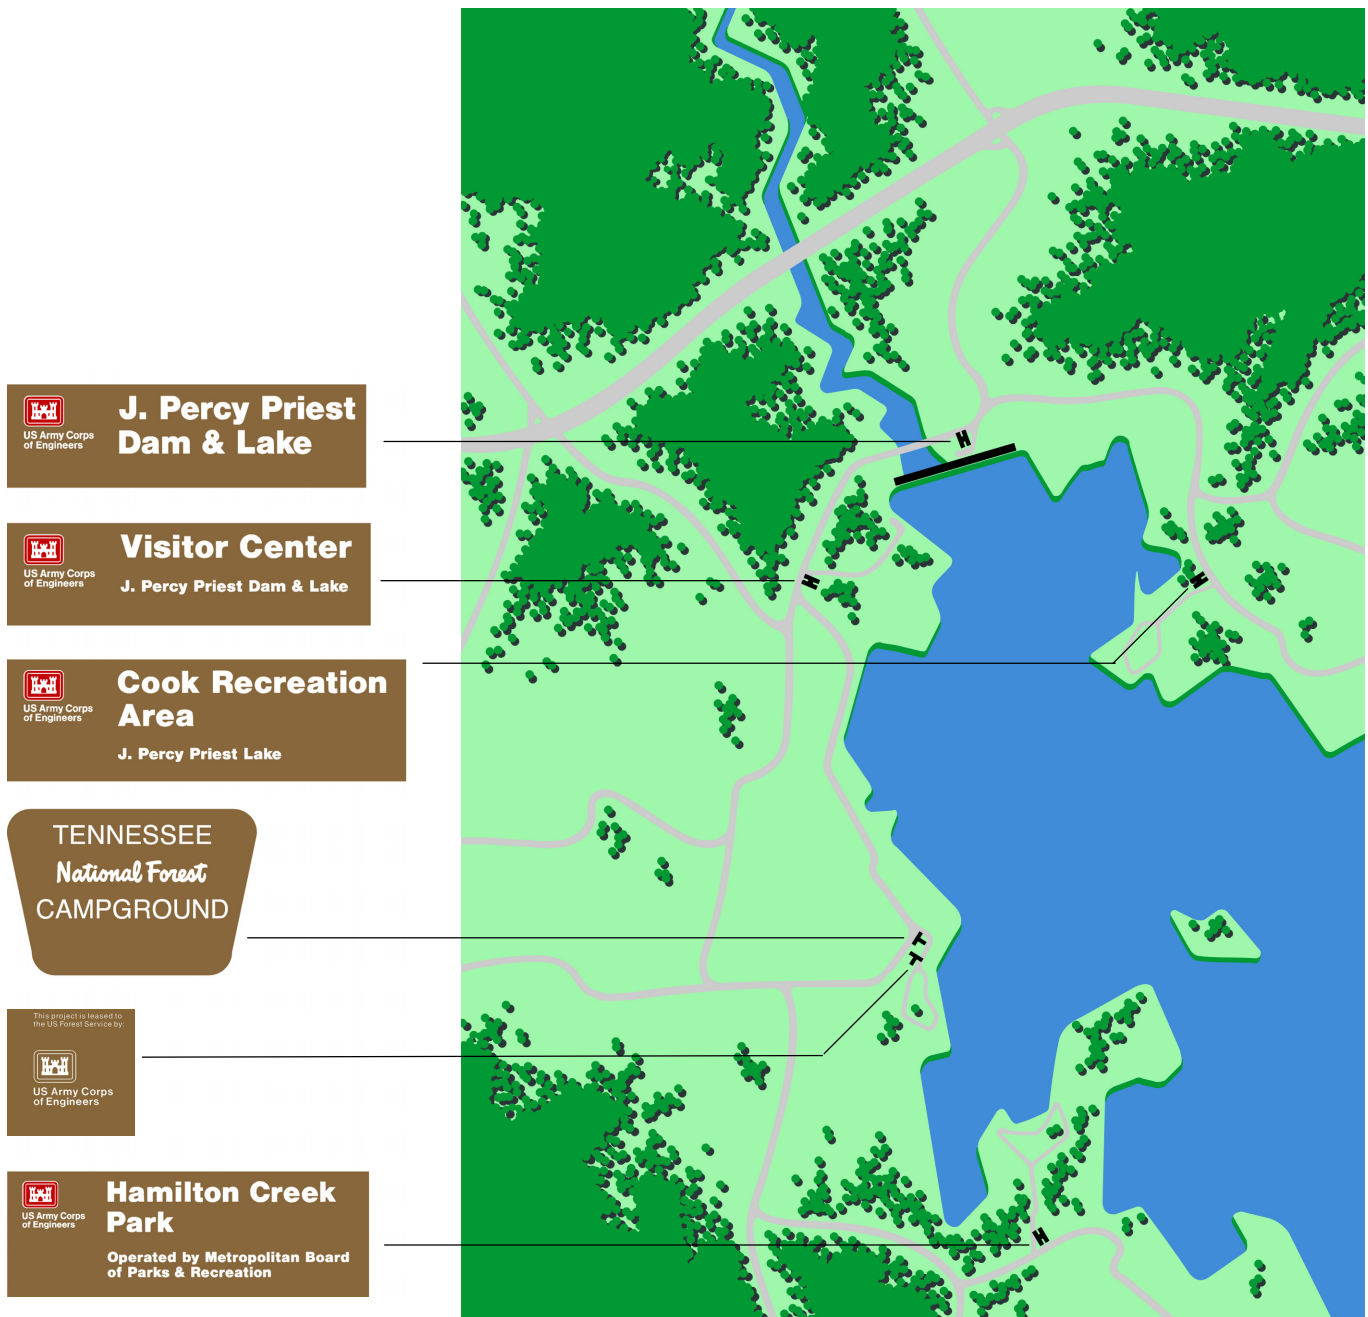 US Army Corps
of Engineers
J. Percy Priest
Dam & Lake
US Army Corps
of Engineers
Visitor Center
J. Percy Priest Dam & Lake
US Army Corps
of Engineers
Cook Recreation
Area
J. Percy Priest Lake
TENNESSEE
National Forest
CAMPGROUND
This project is leased to
the US Forest Service by:
US Army Corps
of Engineers
US Army Corps
of Engineers
Hamilton Creek
Park
Operated by Metropolitan Board
of Parks & Recreation